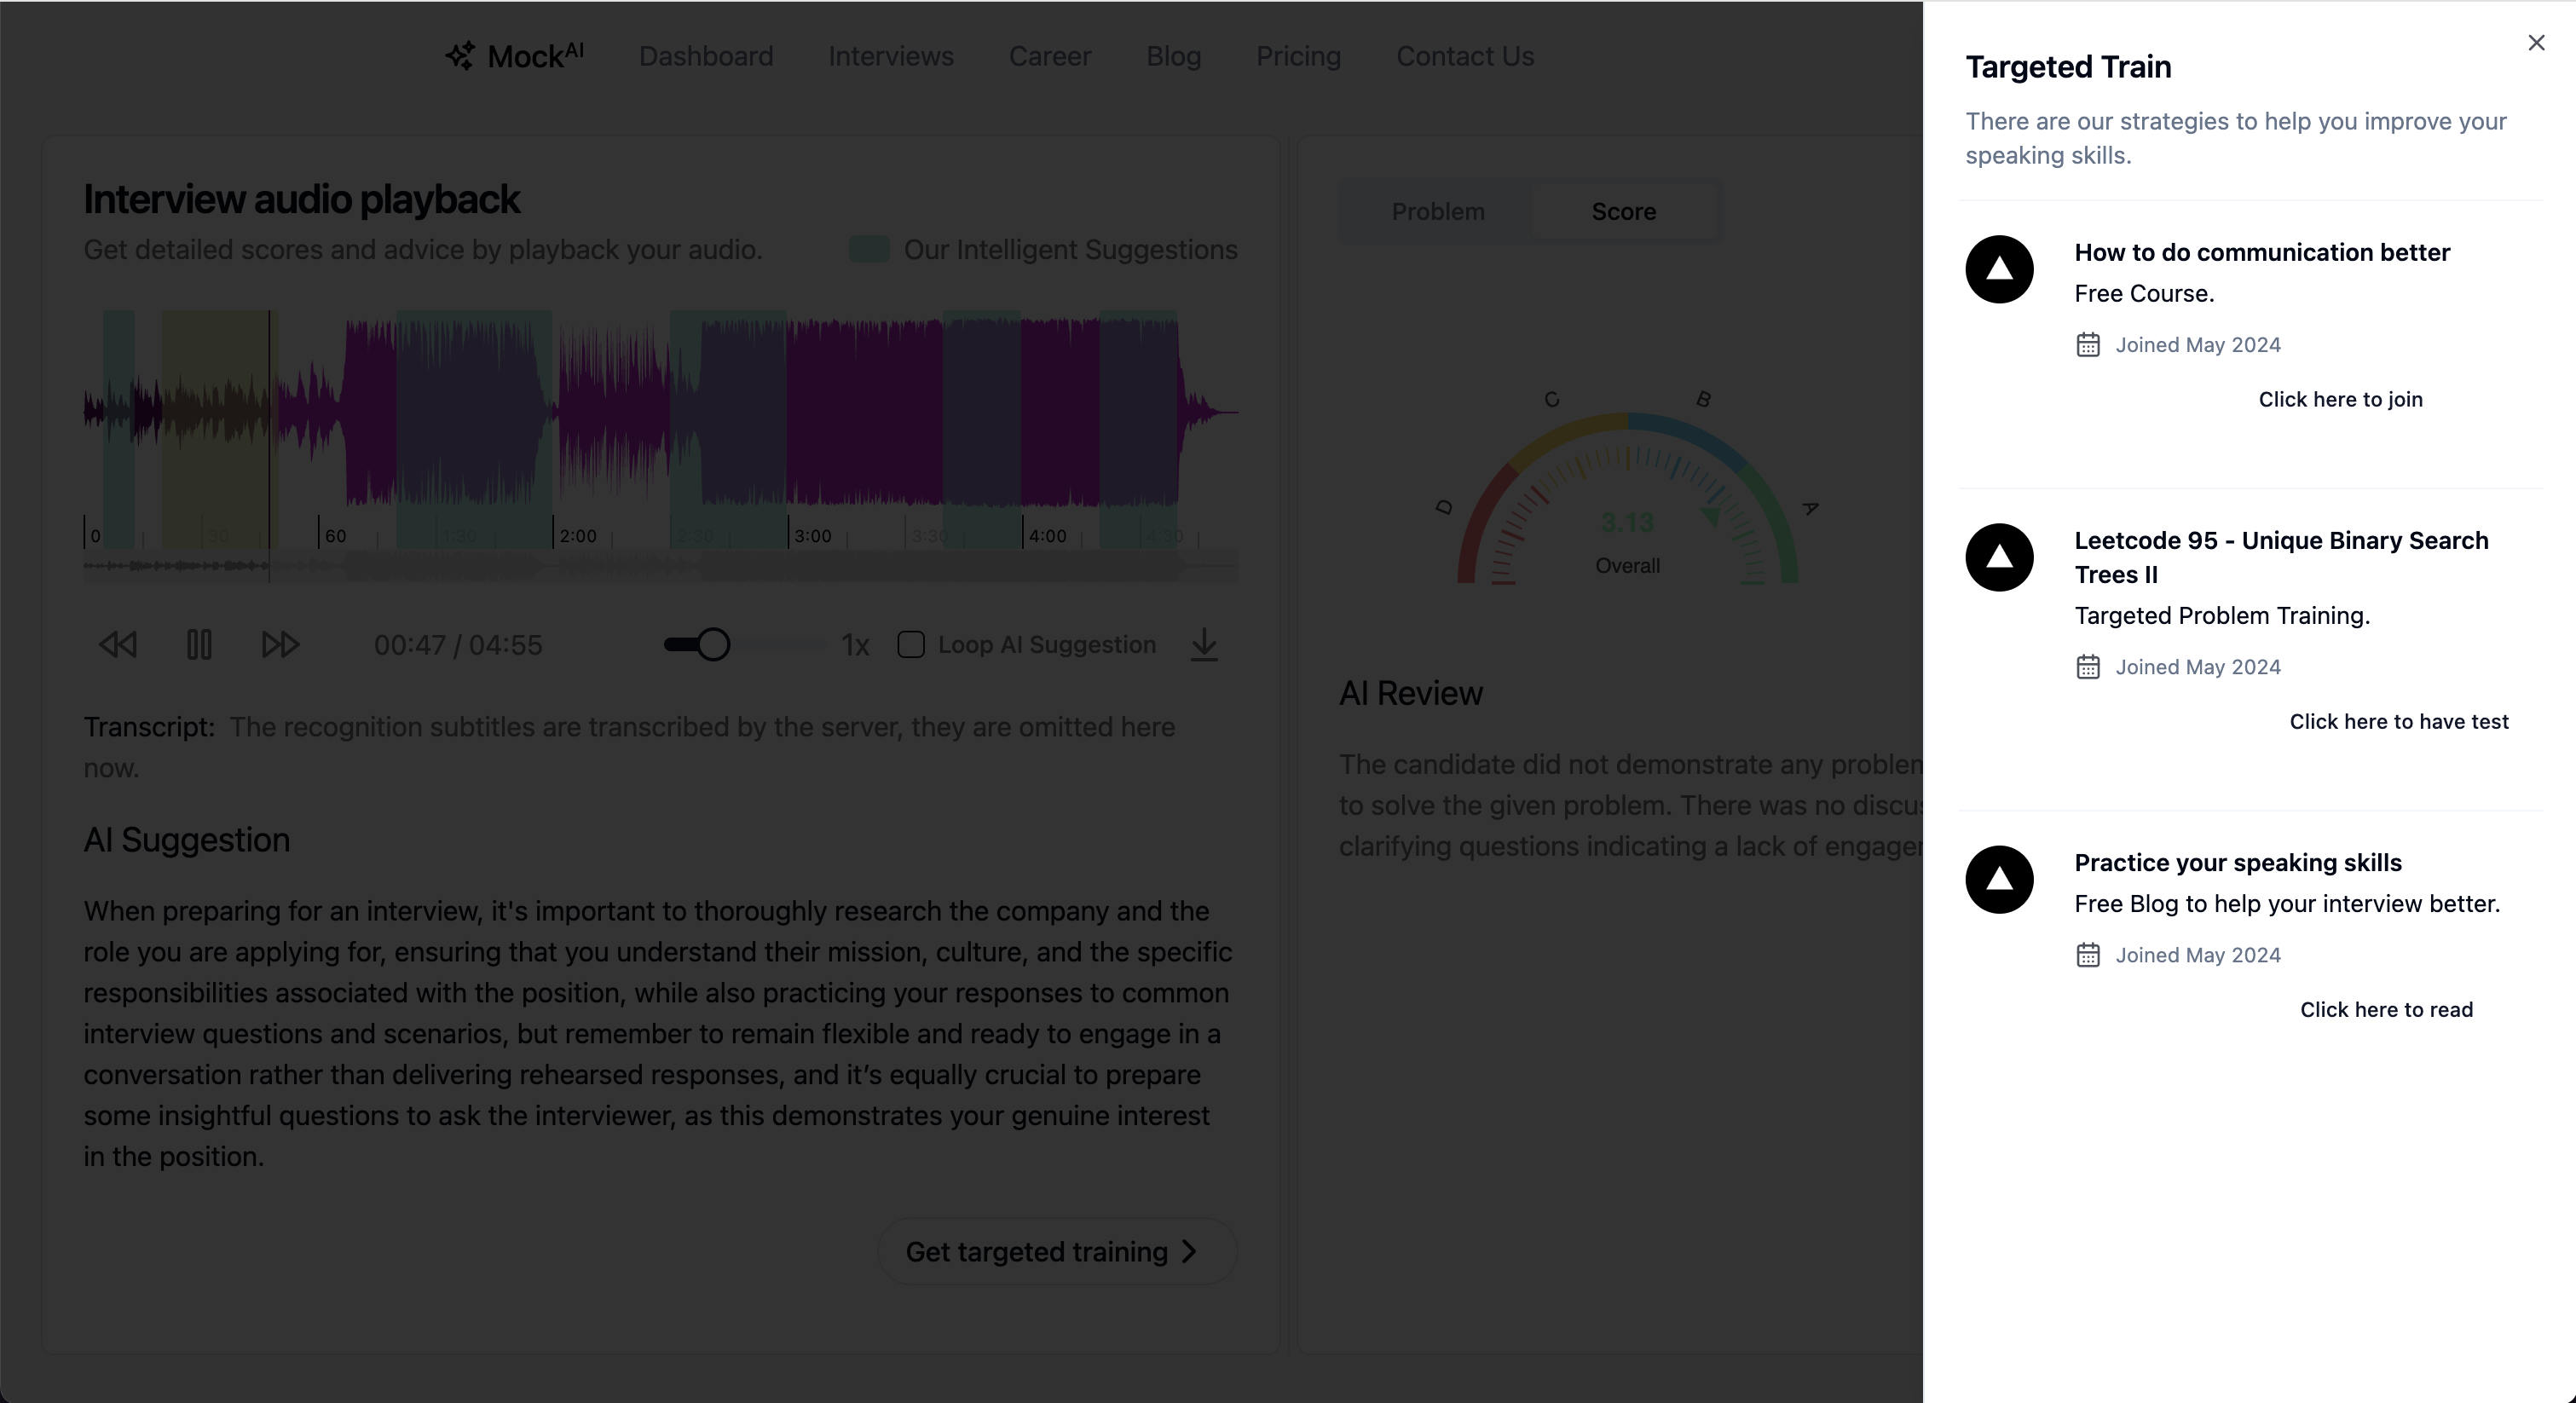 MockAI Dashboard Interviews Career Blog Pricing Contact Us
Interview audio playback
Get detailed scores and advice by playback your audio.
Our Intelligent Suggestions
0 30 60 1:30 2:00 2:30 3:00 3:30 4:00 4:30
00:47 / 04:55
1x
Loop AI Suggestion
Transcript: The recognition subtitles are transcribed by the server, they are omitted here
now.
AI Suggestion
When preparing for an interview, it's important to thoroughly research the company and the
role you are applying for, ensuring that you understand their mission, culture, and the specific
responsibilities associated with the position, while also practicing your responses to common
interview questions and scenarios, but remember to remain flexible and ready to engage in a
conversation rather than delivering rehearsed responses, and it’s equally crucial to prepare
some insightful questions to ask the interviewer, as this demonstrates your genuine interest
in the position.
Get targeted training
Problem Score
D C B A
3.13
Overall
AI Review
The candidate did not demonstrate any problem
to solve the given problem. There was no
clarifying questions indicating a lack of
Targeted Train
There are our strategies to help you improve your
speaking skills.
How to do communication better
Free Course.
Joined May 2024
Click here to join
Leetcode 95 - Unique Binary Search
Trees II
Targeted Problem Training.
Joined May 2024
Click here to have test
Practice your speaking skills
Free Blog to help your interview better.
Joined May 2024
Click here to read